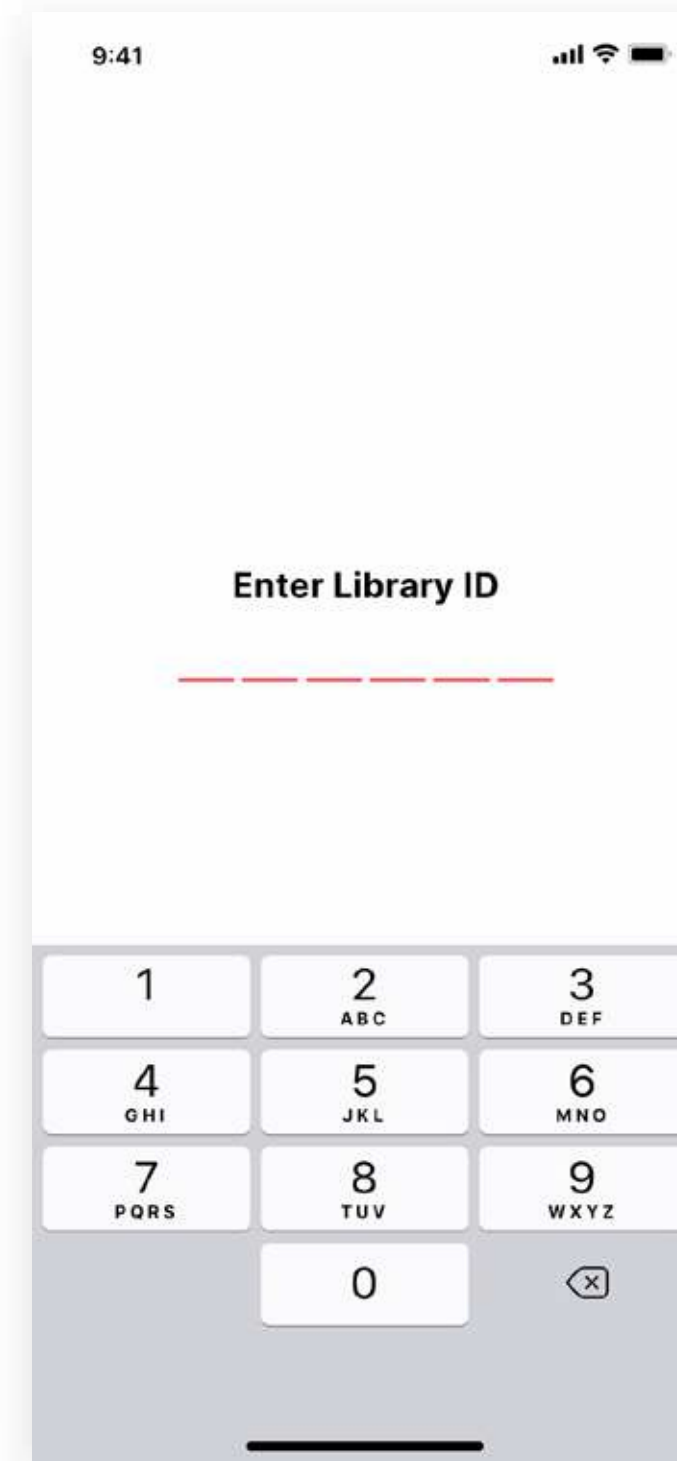 9:41
Enter Library ID
1 2 3
ABC DEF
4 5 6
GHI JKL MNO
7 8 9
PQRS TUV WXYZ
0